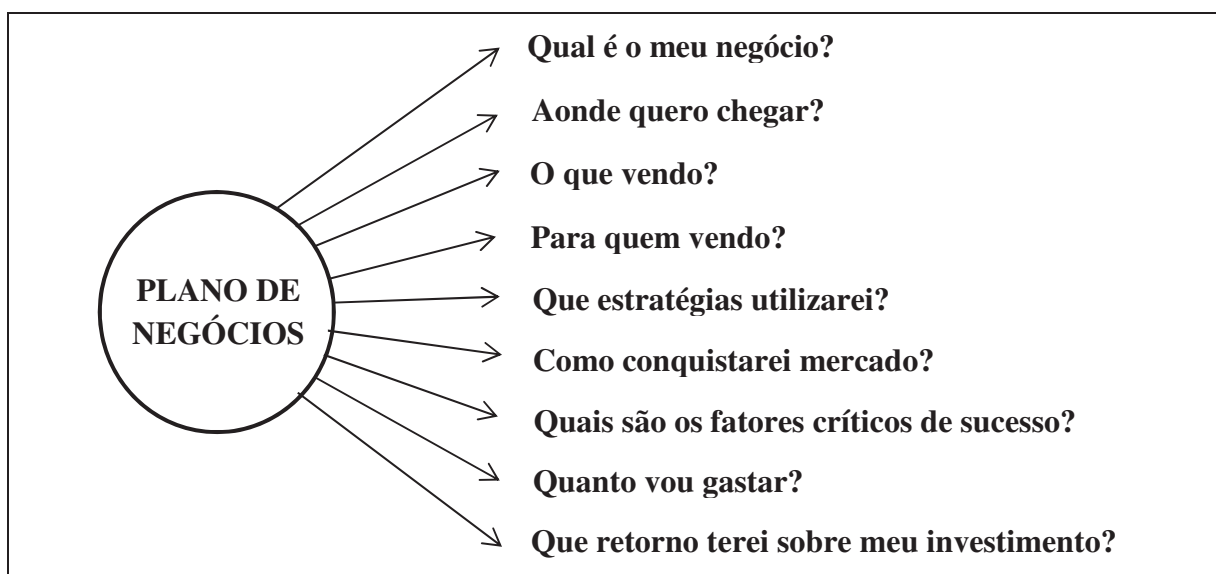 Qual é o meu negócio?
Aonde quero chegar?
O que vendo?
Para quem vendo?
PLANO DE
NEGÓCIOS
Que estratégias utilizarei?
Como conquistarei mercado?
Quais são os fatores críticos de sucesso?
Quanto vou gastar?
Que retorno terei sobre meu investimento?